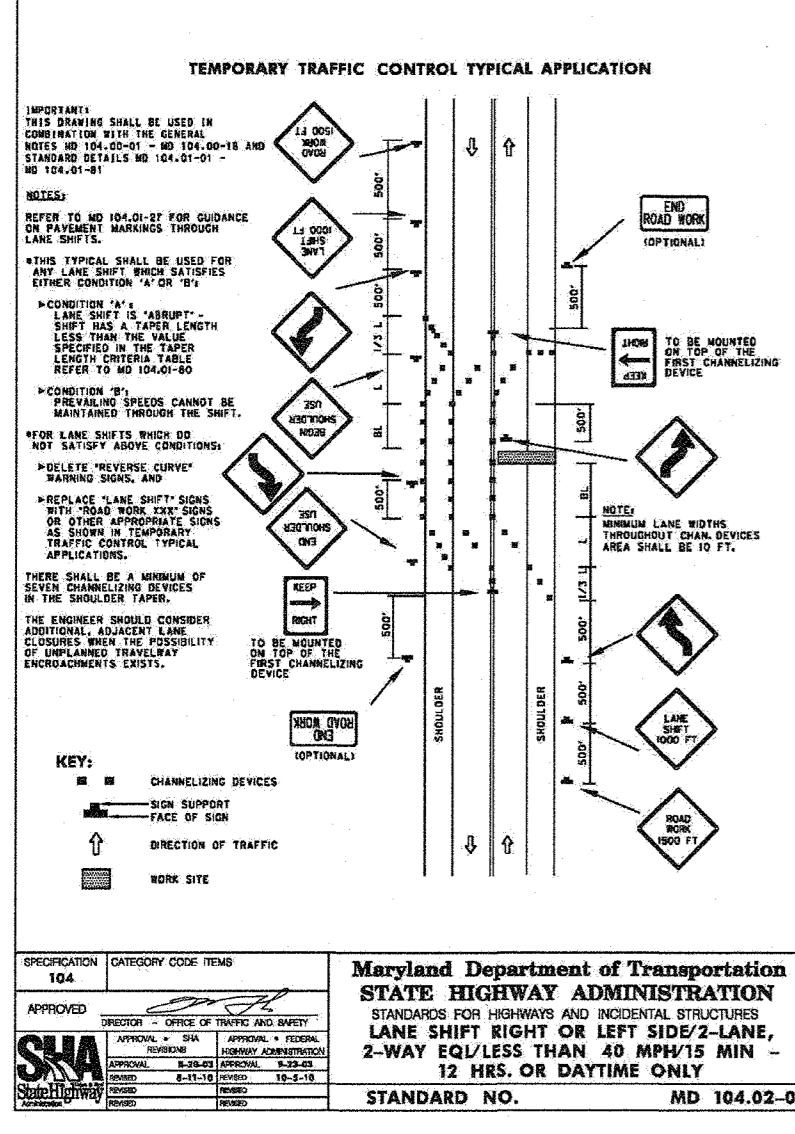 TEMPORARY TRAFFIC CONTROL TYPICAL APPLICATION
IMPORTANT:
THIS DRAWING SHALL BE USED IN
COMBINATION WITH THE GENERAL
NOTES MD 104.00-01 - MD 104.00-18 AND
STANDARD DETAILS MD 104.01-01 -
MD 104.01-81
NOTES:
REFER TO MD 104.01-27 FOR GUIDANCE
ON PAVEMENT MARKINGS THROUGH
LANE SHIFTS.
*THIS TYPICAL SHALL BE USED FOR
ANY LANE SHIFT WHICH SATISFIES
EITHER CONDITION 'A' OR 'B':
►CONDITION 'A':
LANE SHIFT IS "ABRUPT" -
SHIFT HAS A TAPER LENGTH
LESS THAN THE VALUE
SPECIFIED IN THE TAPER
LENGTH CRITERIA TABLE
REFER TO MD 104.01-80
►CONDITION 'B':
PREVAILING SPEEDS CANNOT BE
MAINTAINED THROUGH THE SHIFT.
*FOR LANE SHIFTS WHICH DO
NOT SATISFY ABOVE CONDITIONS:
►DELETE "REVERSE CURVE"
WARNING SIGNS, AND
►REPLACE "LANE SHIFT" SIGNS
WITH "ROAD WORK XXX" SIGNS
OR OTHER APPROPRIATE SIGNS
AS SHOWN IN TEMPORARY
TRAFFIC CONTROL TYPICAL
APPLICATIONS.
THERE SHALL BE A MINIMUM OF
SEVEN CHANNELIZING DEVICES
IN THE SHOULDER TAPER.
THE ENGINEER SHOULD CONSIDER
ADDITIONAL, ADJACENT LANE
CLOSURES WHEN THE POSSIBILITY
OF UNPLANNED TRAVELWAY
ENCROACHMENTS EXISTS.
ROAD
WORK
1500 FT
LANE
SHIFT
1000 FT
BEGIN
SHOULDER
USE
END
SHOULDER
USE
KEEP
RIGHT
TO BE MOUNTED
ON TOP OF THE
FIRST CHANNELIZING
DEVICE
END
ROAD WORK
(OPTIONAL)
500'
500'
500'
1/3 L
L
BL
500'
500'
SHOULDER
SHOULDER
END
ROAD WORK
(OPTIONAL)
500'
KEEP
RIGHT
TO BE MOUNTED
ON TOP OF THE
FIRST CHANNELIZING
DEVICE
500'
BL
L
1/3 L
500'
500'
500'
NOTE:
MINIMUM LANE WIDTHS
THROUGHOUT CHAN. DEVICES
AREA SHALL BE 10 FT.
LANE
SHIFT
1000 FT
ROAD
WORK
1500 FT
KEY:
CHANNELIZING DEVICES
SIGN SUPPORT
FACE OF SIGN
DIRECTION OF TRAFFIC
WORK SITE
SPECIFICATION
104
CATEGORY CODE ITEMS
APPROVED
DIRECTOR - OFFICE OF TRAFFIC AND SAFETY
SHA
State Highway
Administration
APPROVAL • SHA
REVISIONS
APPROVAL • FEDERAL
HIGHWAY ADMINISTRATION
APPROVAL
APPROVAL 9-23-03
REVISED 8-11-10
REVISED 10-5-10
REVISED
REVISED
REVISED
REVISED
Maryland Department of Transportation
STATE HIGHWAY ADMINISTRATION
STANDARDS FOR HIGHWAYS AND INCIDENTAL STRUCTURES
LANE SHIFT RIGHT OR LEFT SIDE/2-LANE,
2-WAY EQL/LESS THAN 40 MPH/15 MIN -
12 HRS. OR DAYTIME ONLY
STANDARD NO. MD 104.02-0